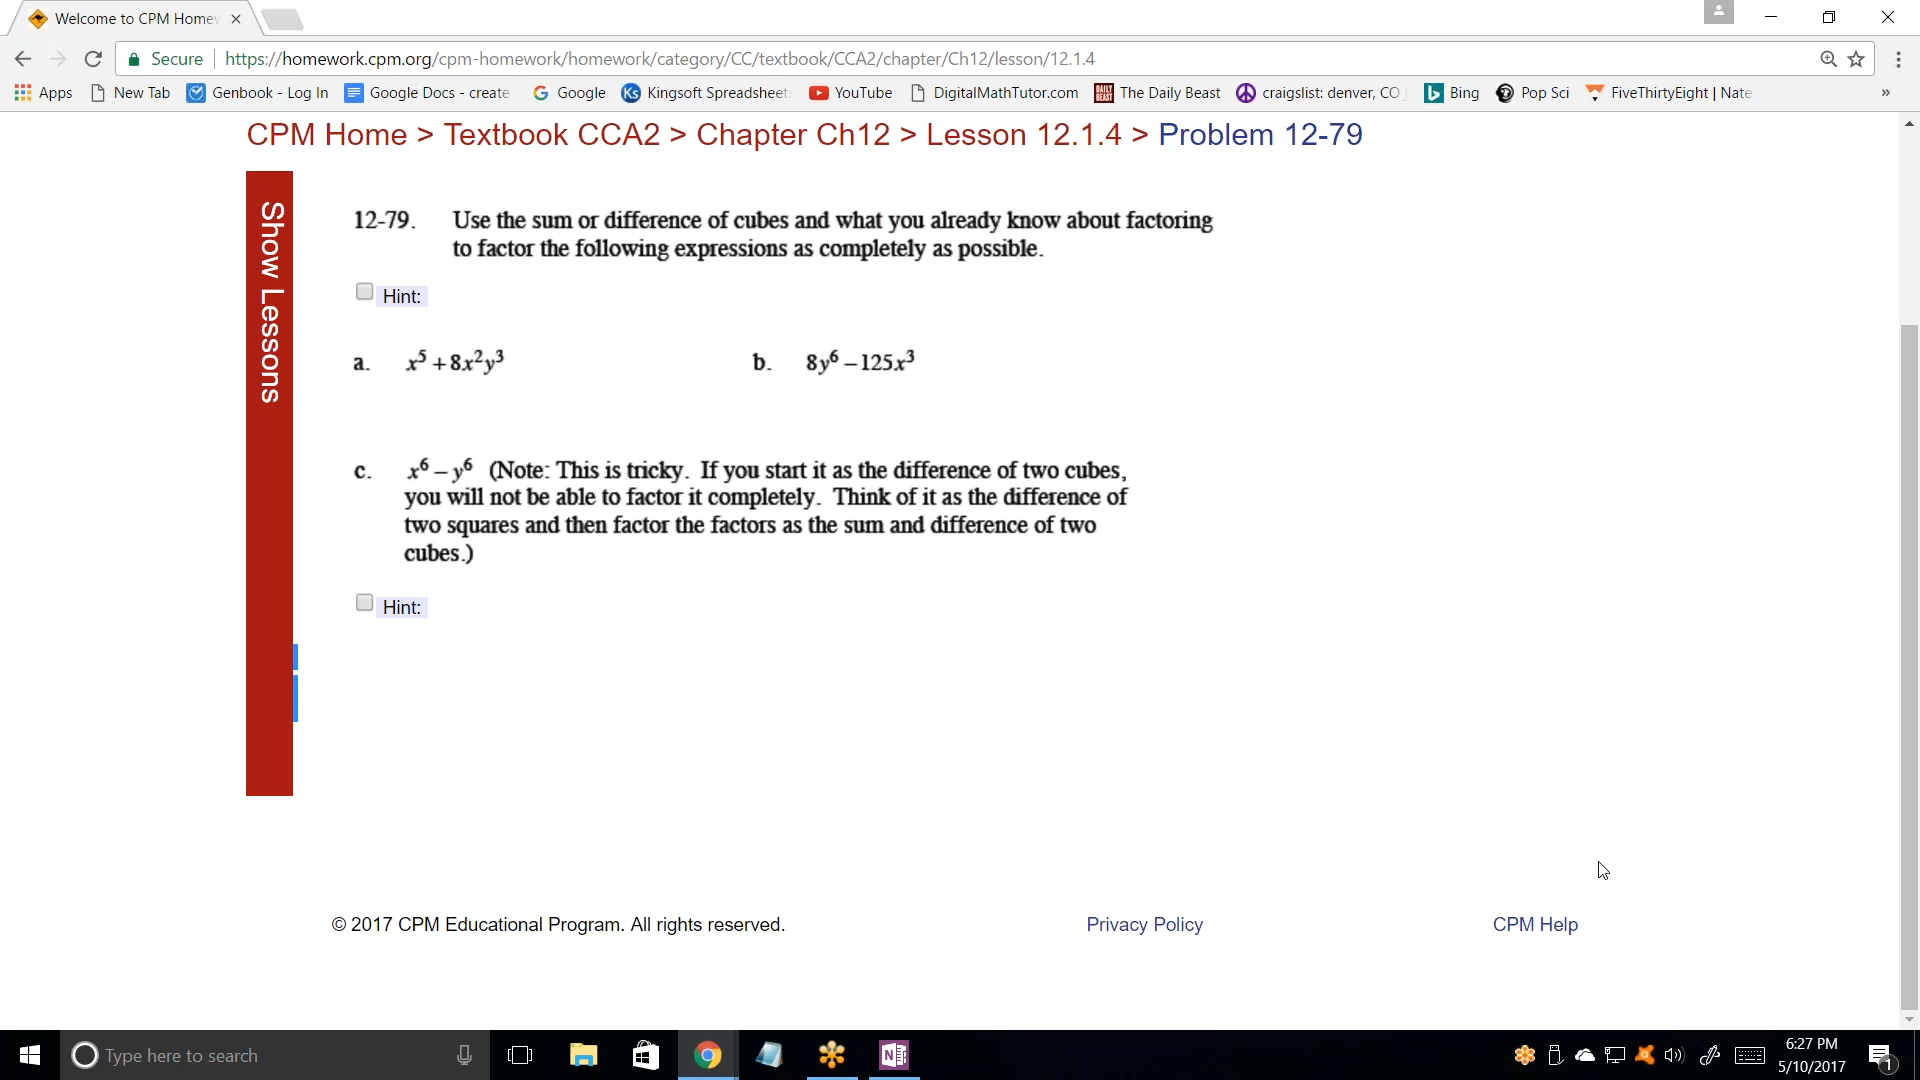 Welcome to CPM Home
Secure https://homework.cpm.org/cpm-homework/homework/category/CC/textbook/CCA2/chapter/Ch12/lesson/12.1.4
Apps New Tab Genbook - Log In Google Docs - create Google Ks Kingsoft Spreadsheets YouTube DigitalMathTutor.com DAILY BEAST The Daily Beast craigslist: denver, CO j Bing Pop Sci FiveThirtyEight | Nate »
CPM Home > Textbook CCA2 > Chapter Ch12 > Lesson 12.1.4 > Problem 12-79
Show Lessons
12-79. Use the sum or difference of cubes and what you already know about factoring
to factor the following expressions as completely as possible.
Hint:
a. x⁵ + 8x²y³ b. 8y⁶ – 125x³
c. x⁶ – y⁶ (Note: This is tricky. If you start it as the difference of two cubes,
you will not be able to factor it completely. Think of it as the difference of
two squares and then factor the factors as the sum and difference of two
cubes.)
Hint:
© 2017 CPM Educational Program. All rights reserved. Privacy Policy CPM Help
Type here to search N 6:27 PM
5/10/2017 1